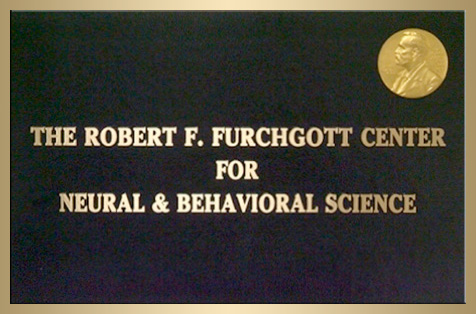 THE ROBERT F. FURCHGOTT CENTER
FOR
NEURAL & BEHAVIORAL SCIENCE